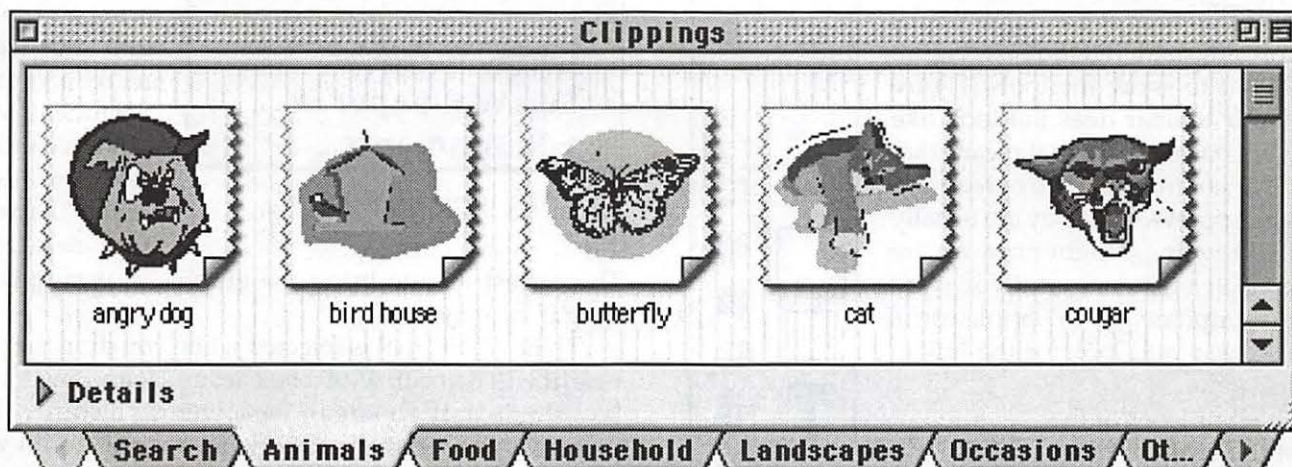 Clippings
angry dog bird house butterfly cat cougar
Details
Search Animals Food Household Landscapes Occasions Ot...